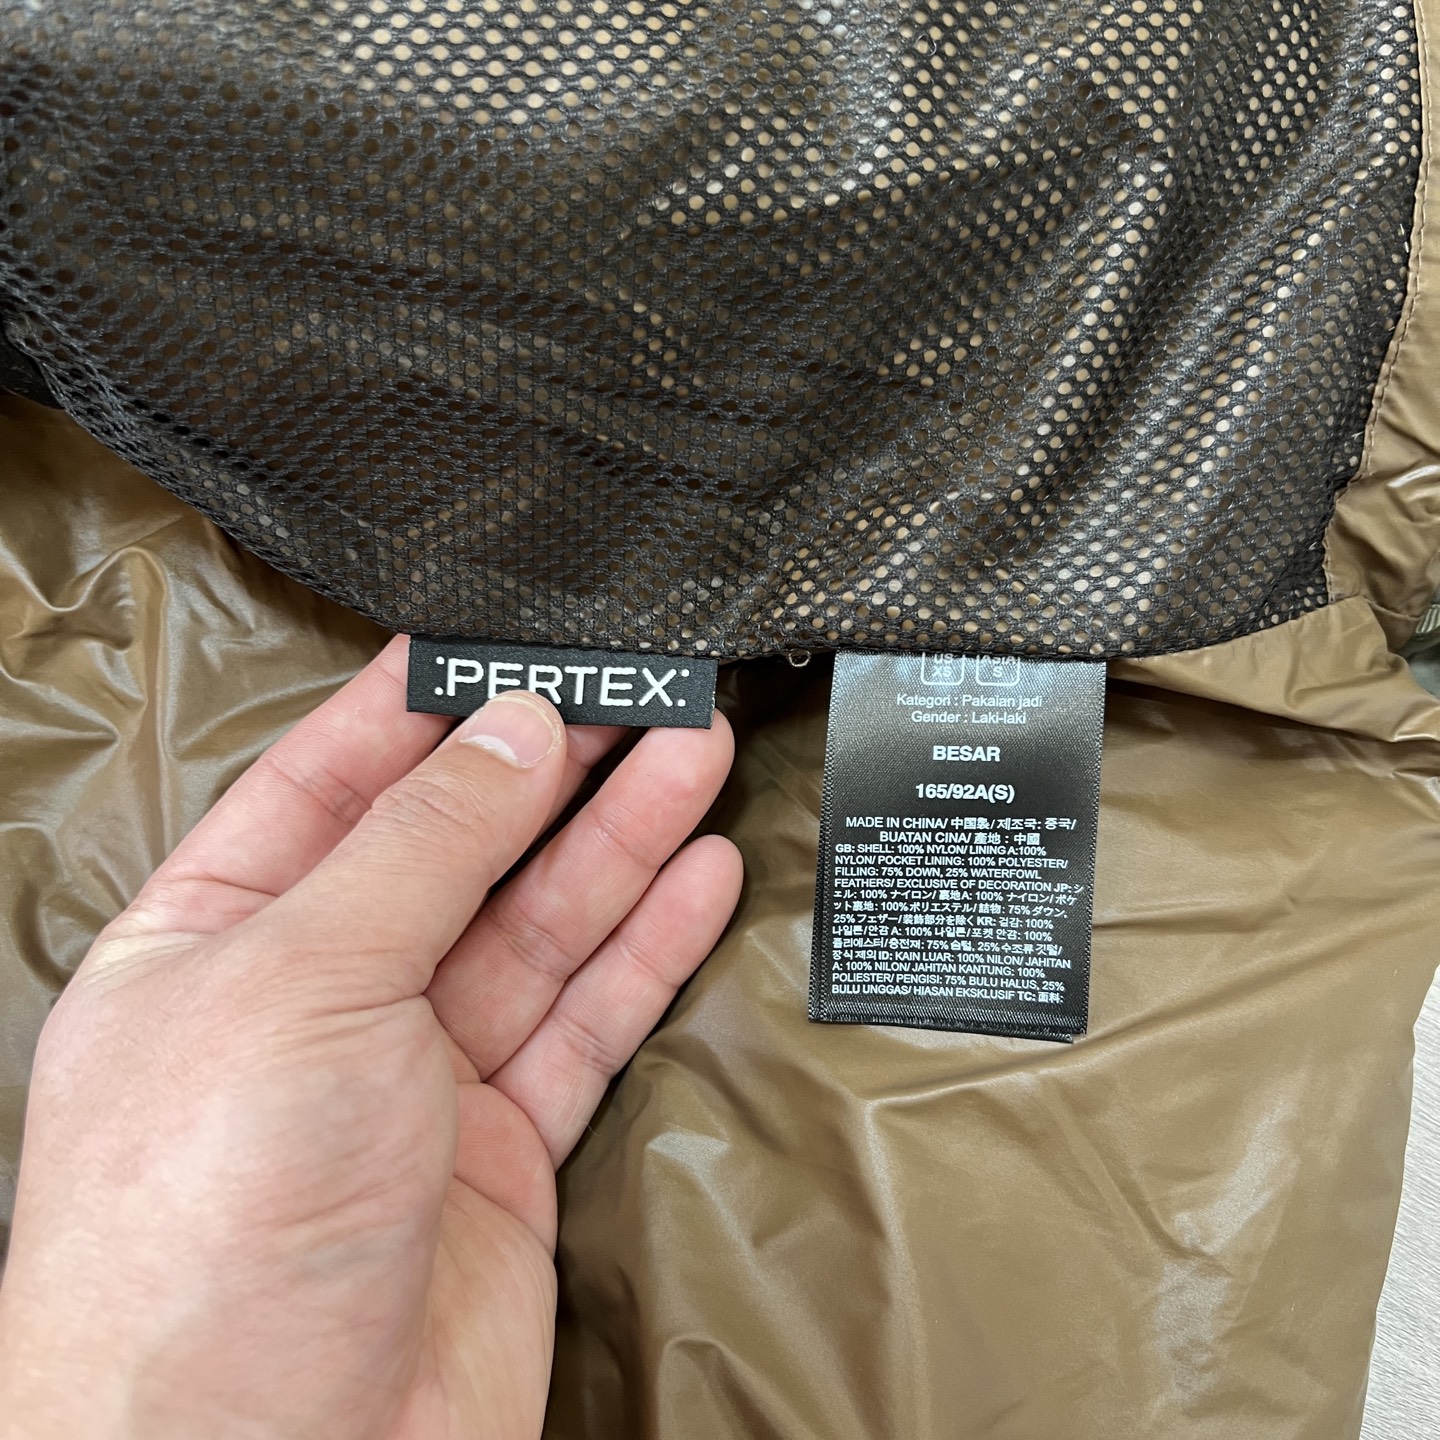 :PERTEX:
US ASIA
XS S
Kategori : Pakaian jadi
Gender : Laki-laki
BESAR
165/92A(S)
MADE IN CHINA/ 中国製/ 제조국: 중국/
BUATAN CINA/ 產地 : 中國
GB: SHELL: 100% NYLON/ LINING A:100%
NYLON/ POCKET LINING: 100% POLYESTER/
FILLING: 75% DOWN, 25% WATERFOWL
FEATHERS/ EXCLUSIVE OF DECORATION JP: シ
ェル: 100% ナイロン/ 裏地A: 100% ナイロン/ ポケ
ット裏地: 100%ポリエステル/ 詰物: 75%ダウン,
25%フェザー/装飾部分を除く KR: 겉감: 100%
나일론/안감 A: 100% 나일론/포켓 안감: 100%
폴리에스터/충전재: 75% 솜털, 25% 수조류 깃털/
장식 제외 ID: KAIN LUAR: 100% NILON/ JAHITAN
A: 100% NILON/ JAHITAN KANTUNG: 100%
POLIESTER/ PENGISI: 75% BULU HALUS, 25%
BULU UNGGAS/ HIASAN EKSKLUSIF TC: 面料: